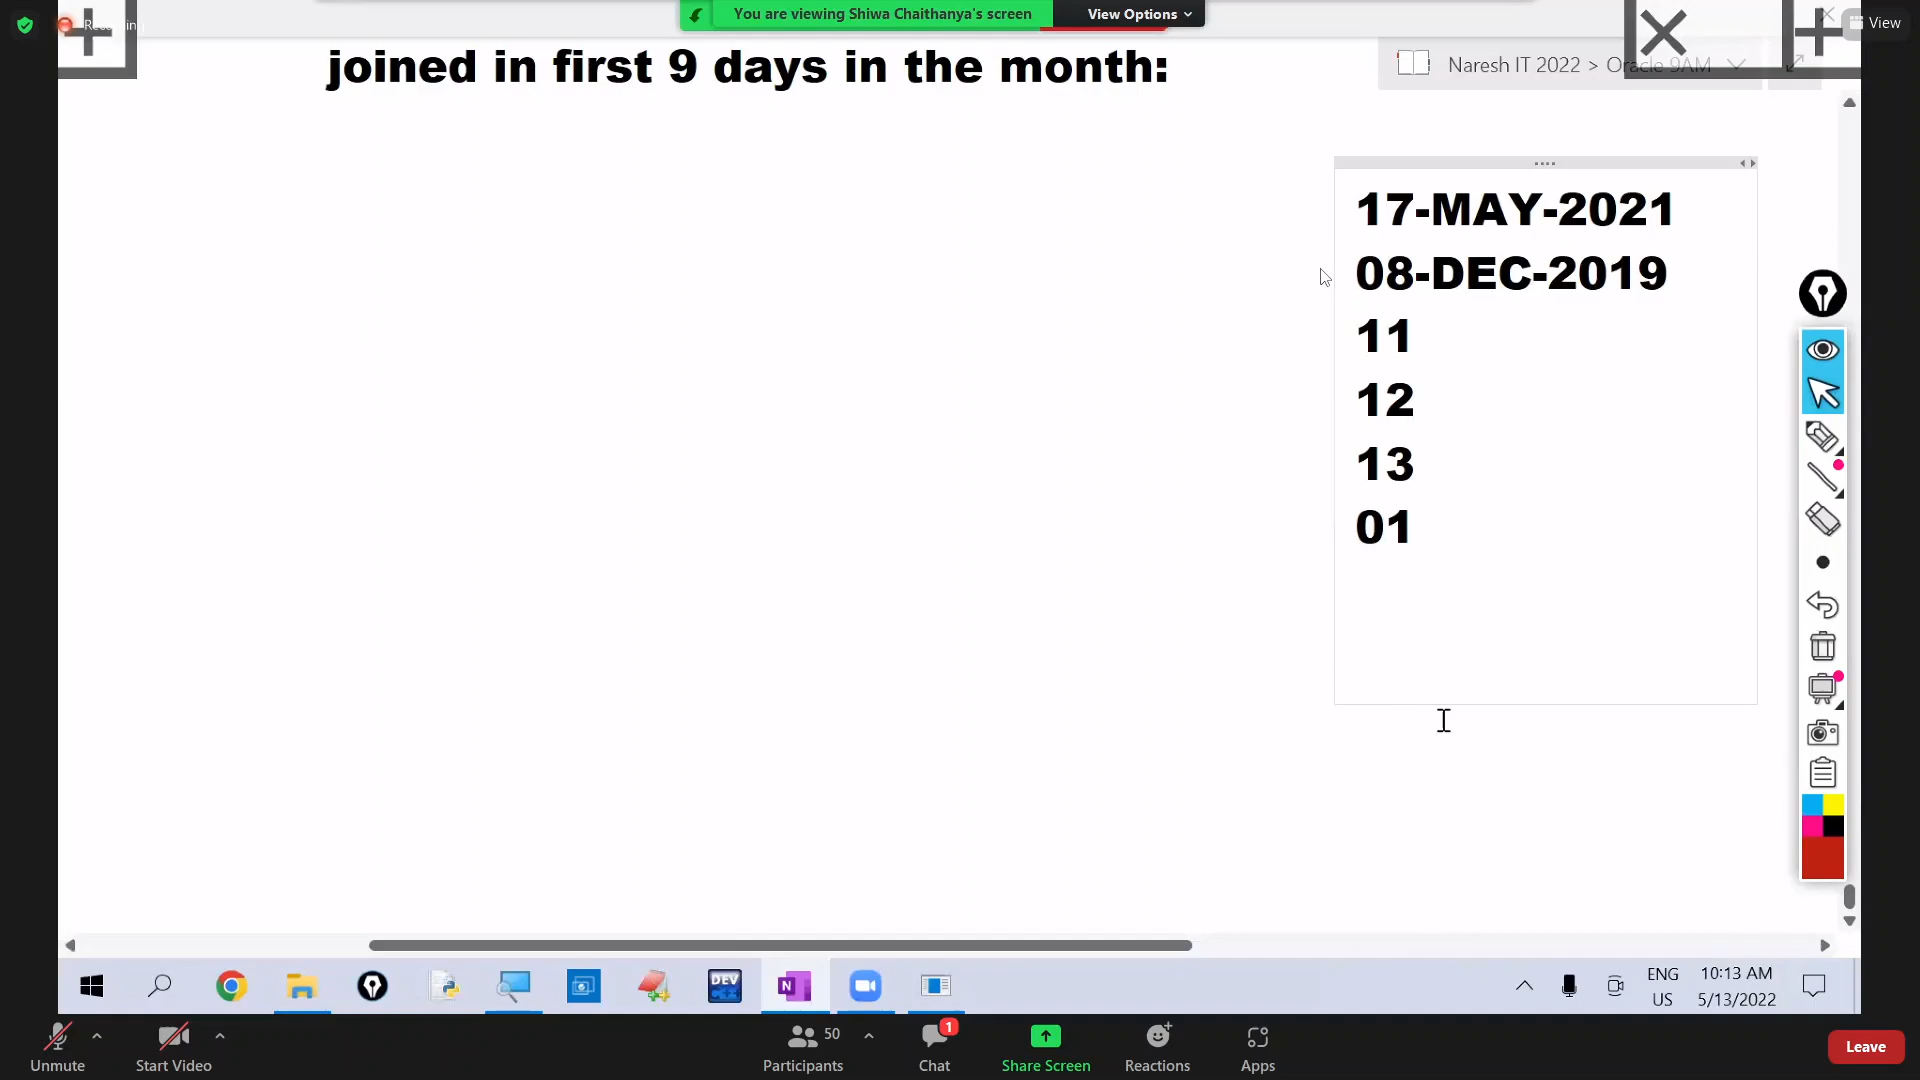 You are viewing Shiwa Chaithanya's screen
View Options
View
joined in first 9 days in the month:
Naresh IT 2022 > Oracle 9AM
17-MAY-2021
08-DEC-2019
11
12
13
01
DEV
N
ENG
US
10:13 AM
5/13/2022
Unmute
Start Video
50
Participants
1
Chat
Share Screen
Reactions
Apps
Leave